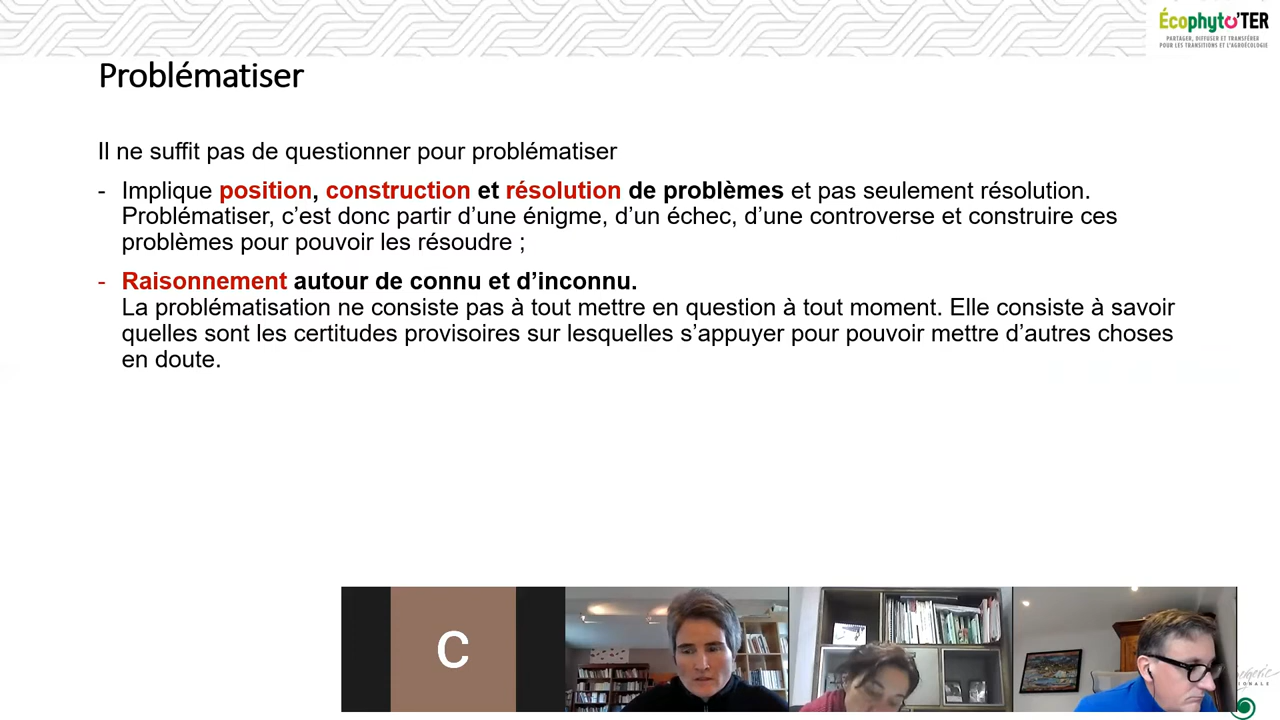 Écophyto'TER
PARTAGER, DIFFUSER ET TRANSFÉRER
POUR LES TRANSITIONS ET L'AGROÉCOLOGIE
Problématiser
Il ne suffit pas de questionner pour problématiser
- Implique position, construction et résolution de problèmes et pas seulement résolution.
Problématiser, c’est donc partir d’une énigme, d’un échec, d’une controverse et construire ces
problèmes pour pouvoir les résoudre ;
- Raisonnement autour de connu et d’inconnu.
La problématisation ne consiste pas à tout mettre en question à tout moment. Elle consiste à savoir
quelles sont les certitudes provisoires sur lesquelles s’appuyer pour pouvoir mettre d’autres choses
en doute.
C